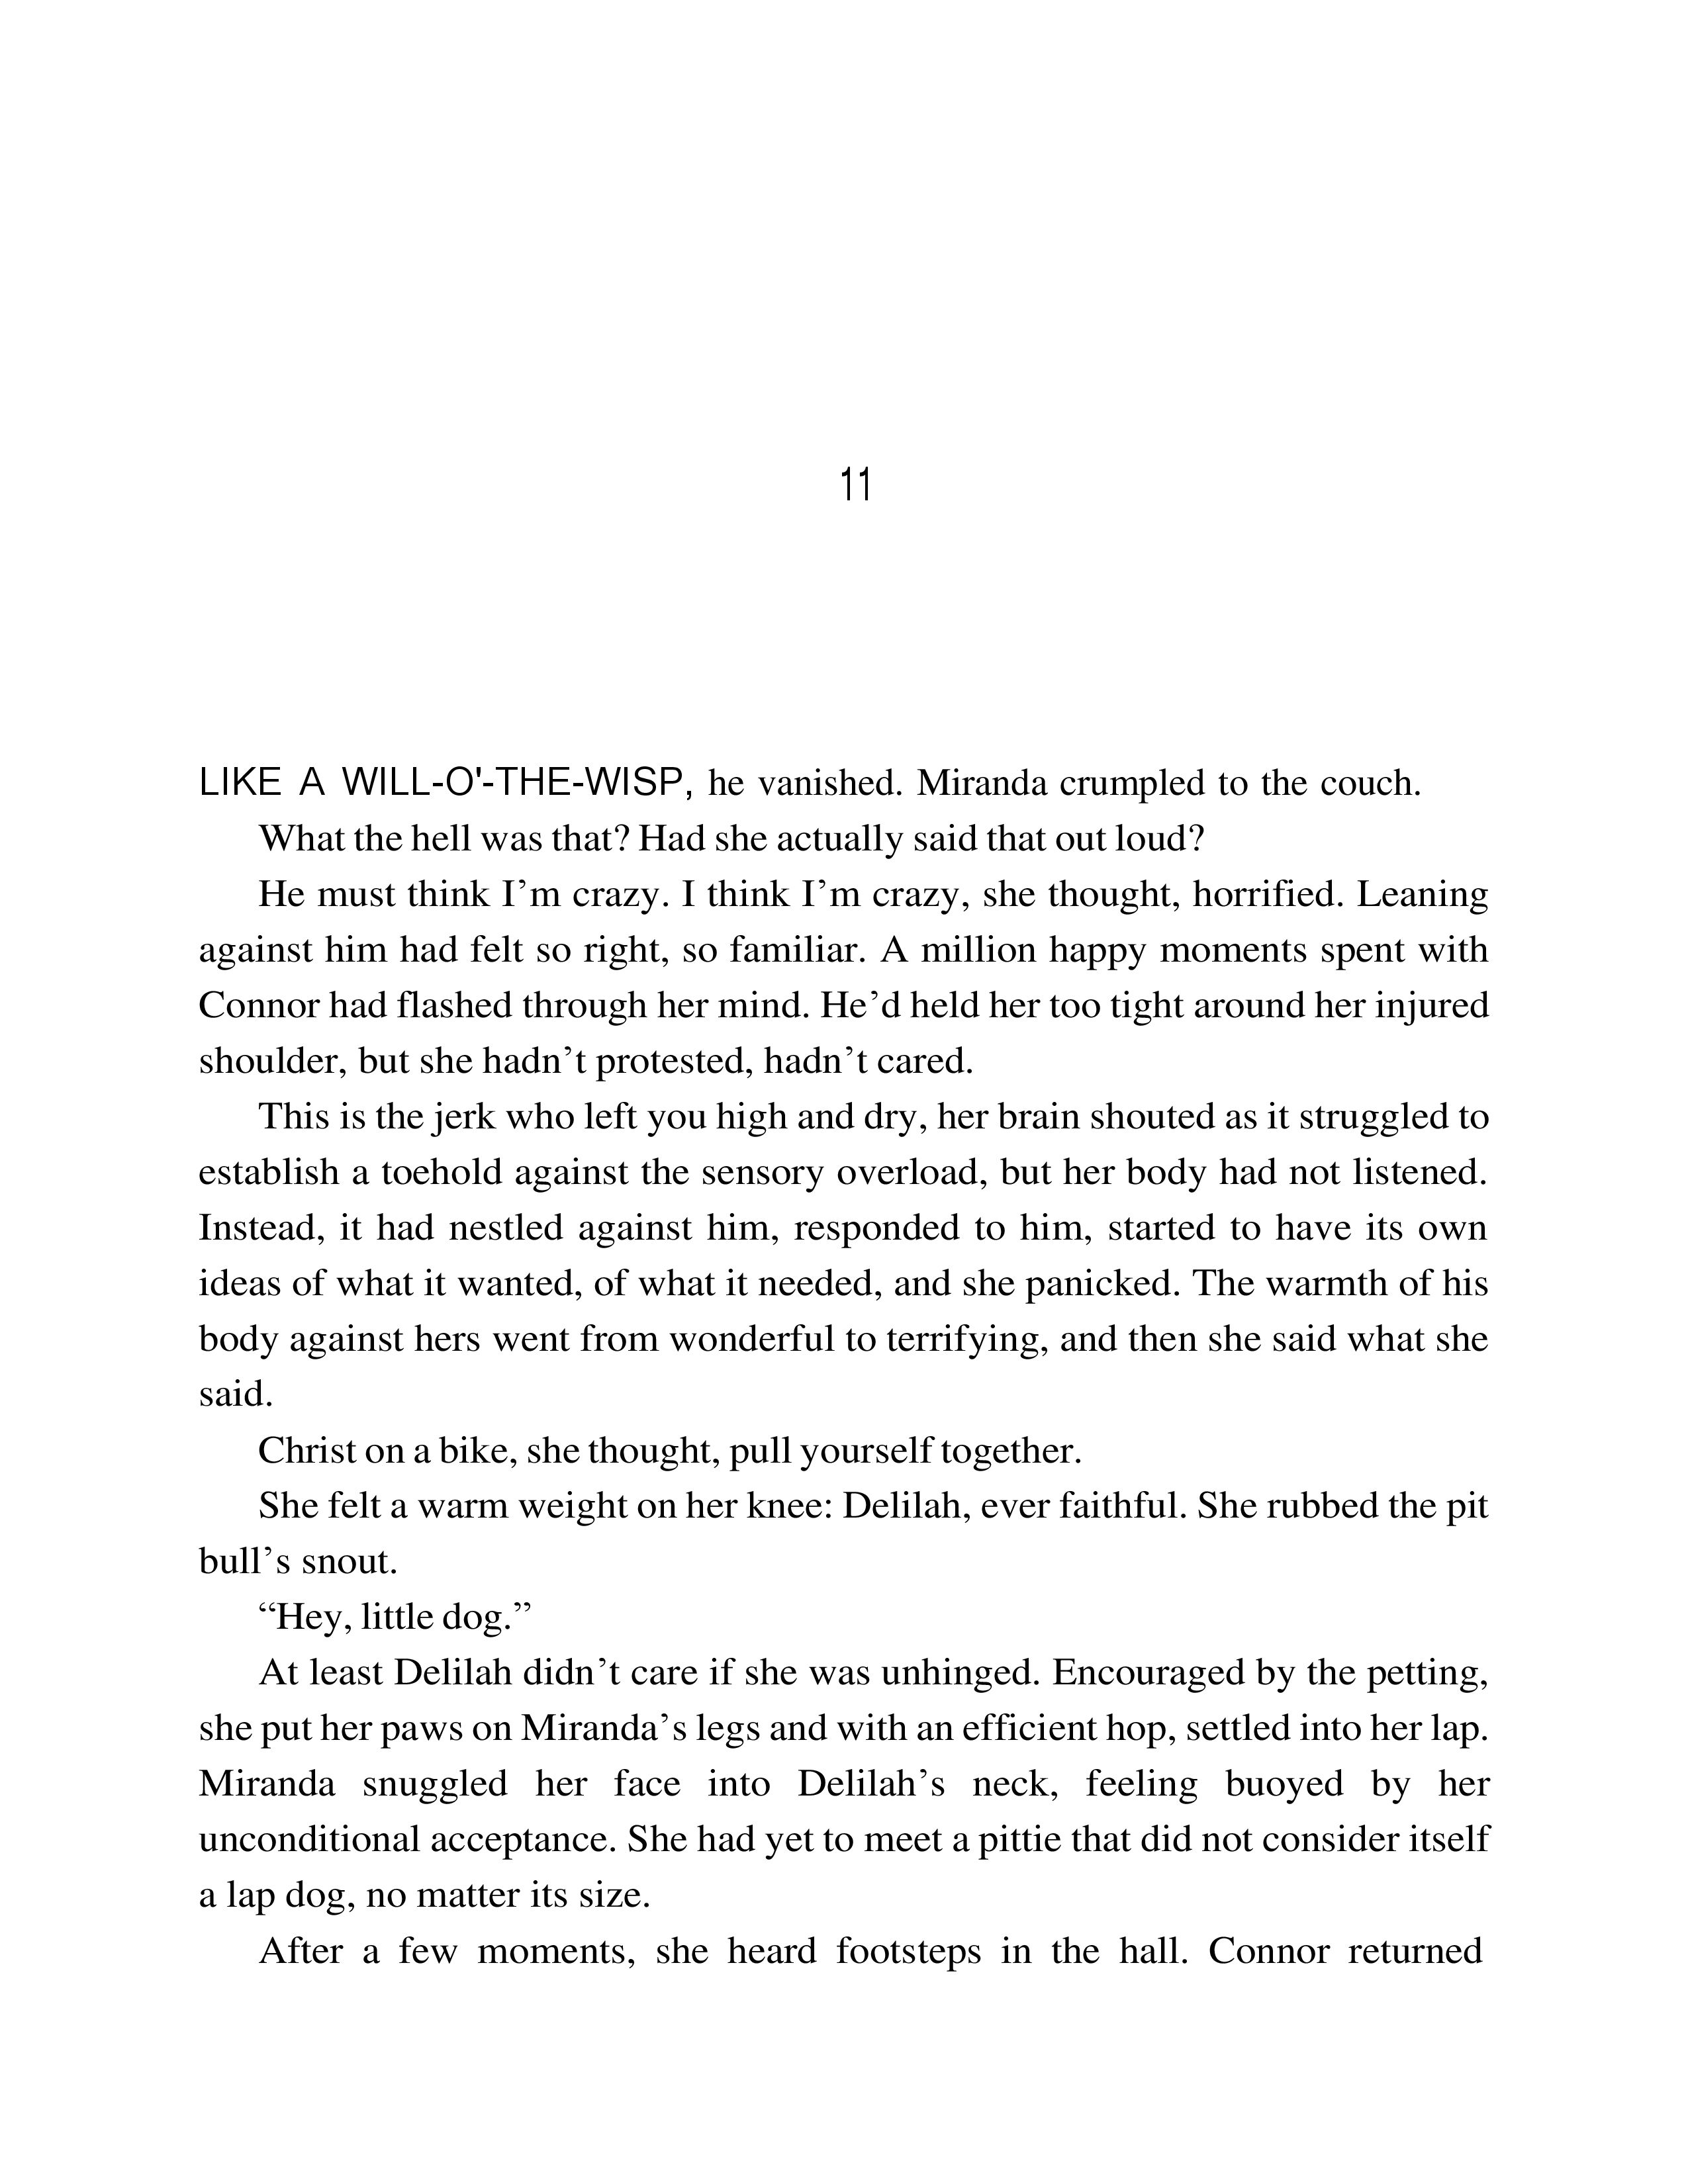 11
LIKE A WILL-O'-THE-WISP, he vanished. Miranda crumpled to the couch.
What the hell was that? Had she actually said that out loud?
He must think I’m crazy. I think I’m crazy, she thought, horrified. Leaning
against him had felt so right, so familiar. A million happy moments spent with
Connor had flashed through her mind. He’d held her too tight around her injured
shoulder, but she hadn’t protested, hadn’t cared.
This is the jerk who left you high and dry, her brain shouted as it struggled to
establish a toehold against the sensory overload, but her body had not listened.
Instead, it had nestled against him, responded to him, started to have its own
ideas of what it wanted, of what it needed, and she panicked. The warmth of his
body against hers went from wonderful to terrifying, and then she said what she
said.
Christ on a bike, she thought, pull yourself together.
She felt a warm weight on her knee: Delilah, ever faithful. She rubbed the pit
bull’s snout.
“Hey, little dog.”
At least Delilah didn’t care if she was unhinged. Encouraged by the petting,
she put her paws on Miranda’s legs and with an efficient hop, settled into her lap.
Miranda snuggled her face into Delilah’s neck, feeling buoyed by her
unconditional acceptance. She had yet to meet a pittie that did not consider itself
a lap dog, no matter its size.
After a few moments, she heard footsteps in the hall. Connor returned